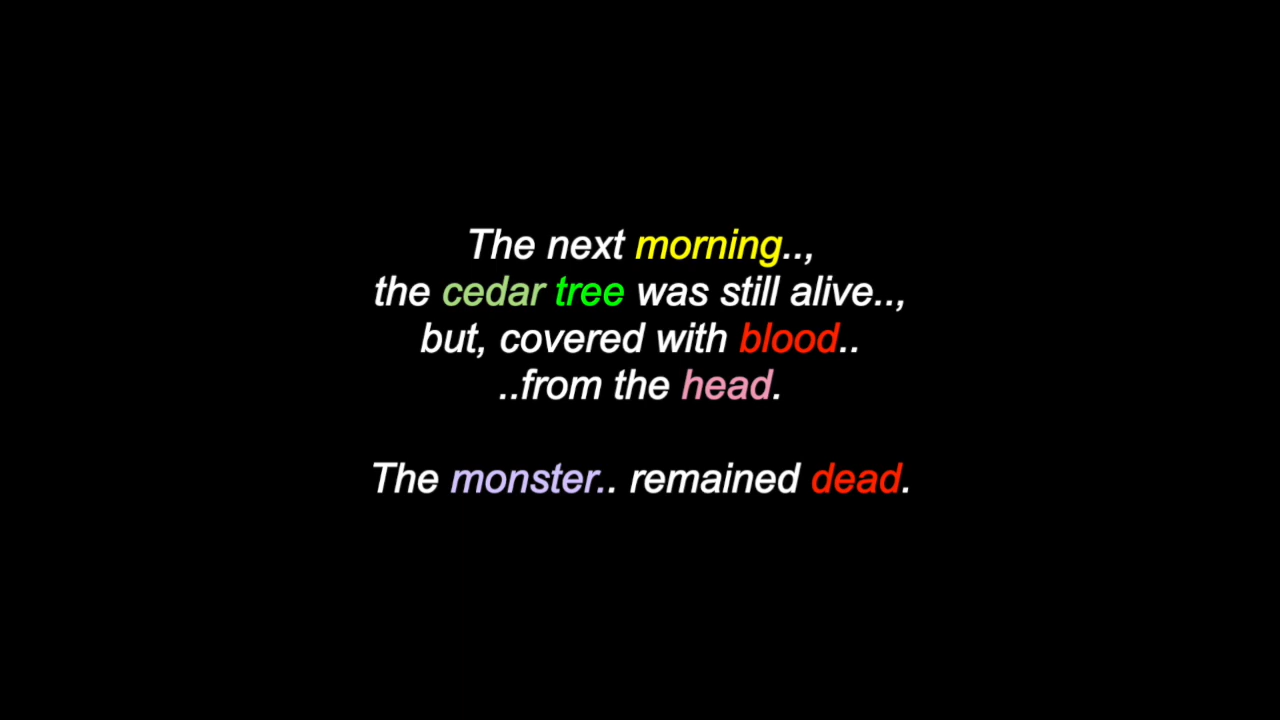 The next morning..,
the cedar tree was still alive..,
but, covered with blood..
..from the head.
The monster.. remained dead.